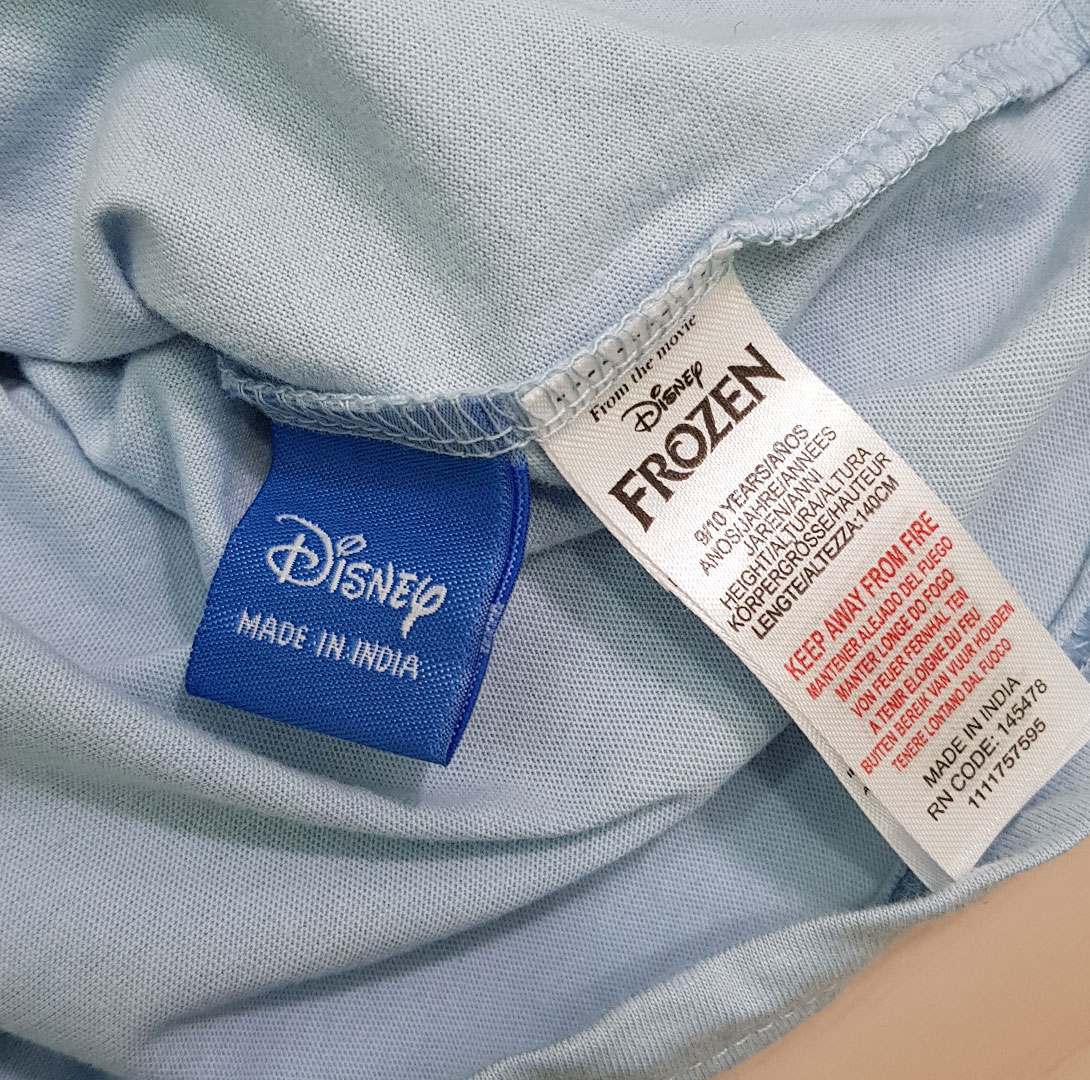 DISNEY
MADE IN INDIA
From the movie
DISNEY
FROZEN
9/10 YEARS/AÑOS
ANOS/JAHRE/ANNÉES
JAREN/ANNI
HEIGHT/ALTURA/ALTURA
KÖRPERGRÖSSE/HAUTEUR
LENGTE/ALTEZZA:140CM
KEEP AWAY FROM FIRE
MANTENER ALEJADO DEL FUEGO
MANTER LONGE DO FOGO
VON FEUER FERNHAL TEN
A TENIR ELOIGNE DU FEU
BUITEN BEREIK VAN VUUR HOUDEN
TENERE LONTANO DAL FUOCO
MADE IN INDIA
RN CODE: 145478
1111757595